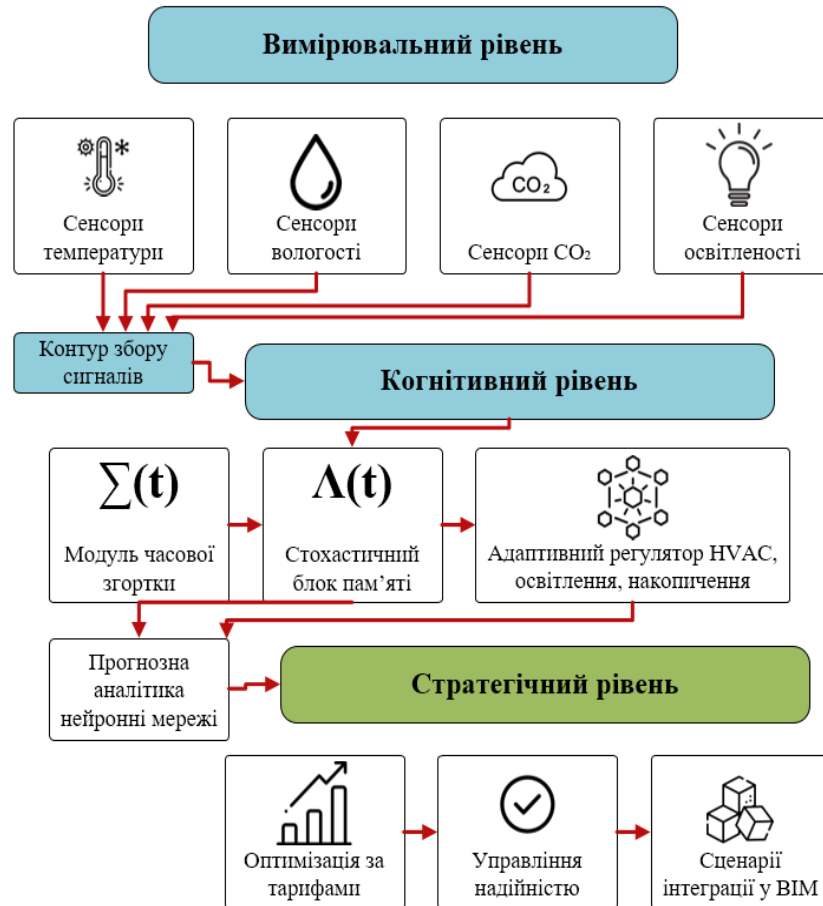 Вимірювальний рівень
Сенсори
температури
Сенсори
вологості
CO₂
Сенсори CO₂
Сенсори
освітленості
Контур збору
сигналів
Когнітивний рівень
∑(t)
Модуль часової
згортки
Λ(t)
Стохастичний
блок пам’яті
Адаптивний регулятор HVAC,
освітлення, накопичення
Прогнозна
аналітика
нейронні мережі
Стратегічний рівень
Оптимізація за
тарифами
Управління
надійністю
Сценарії
інтеграції у BIM